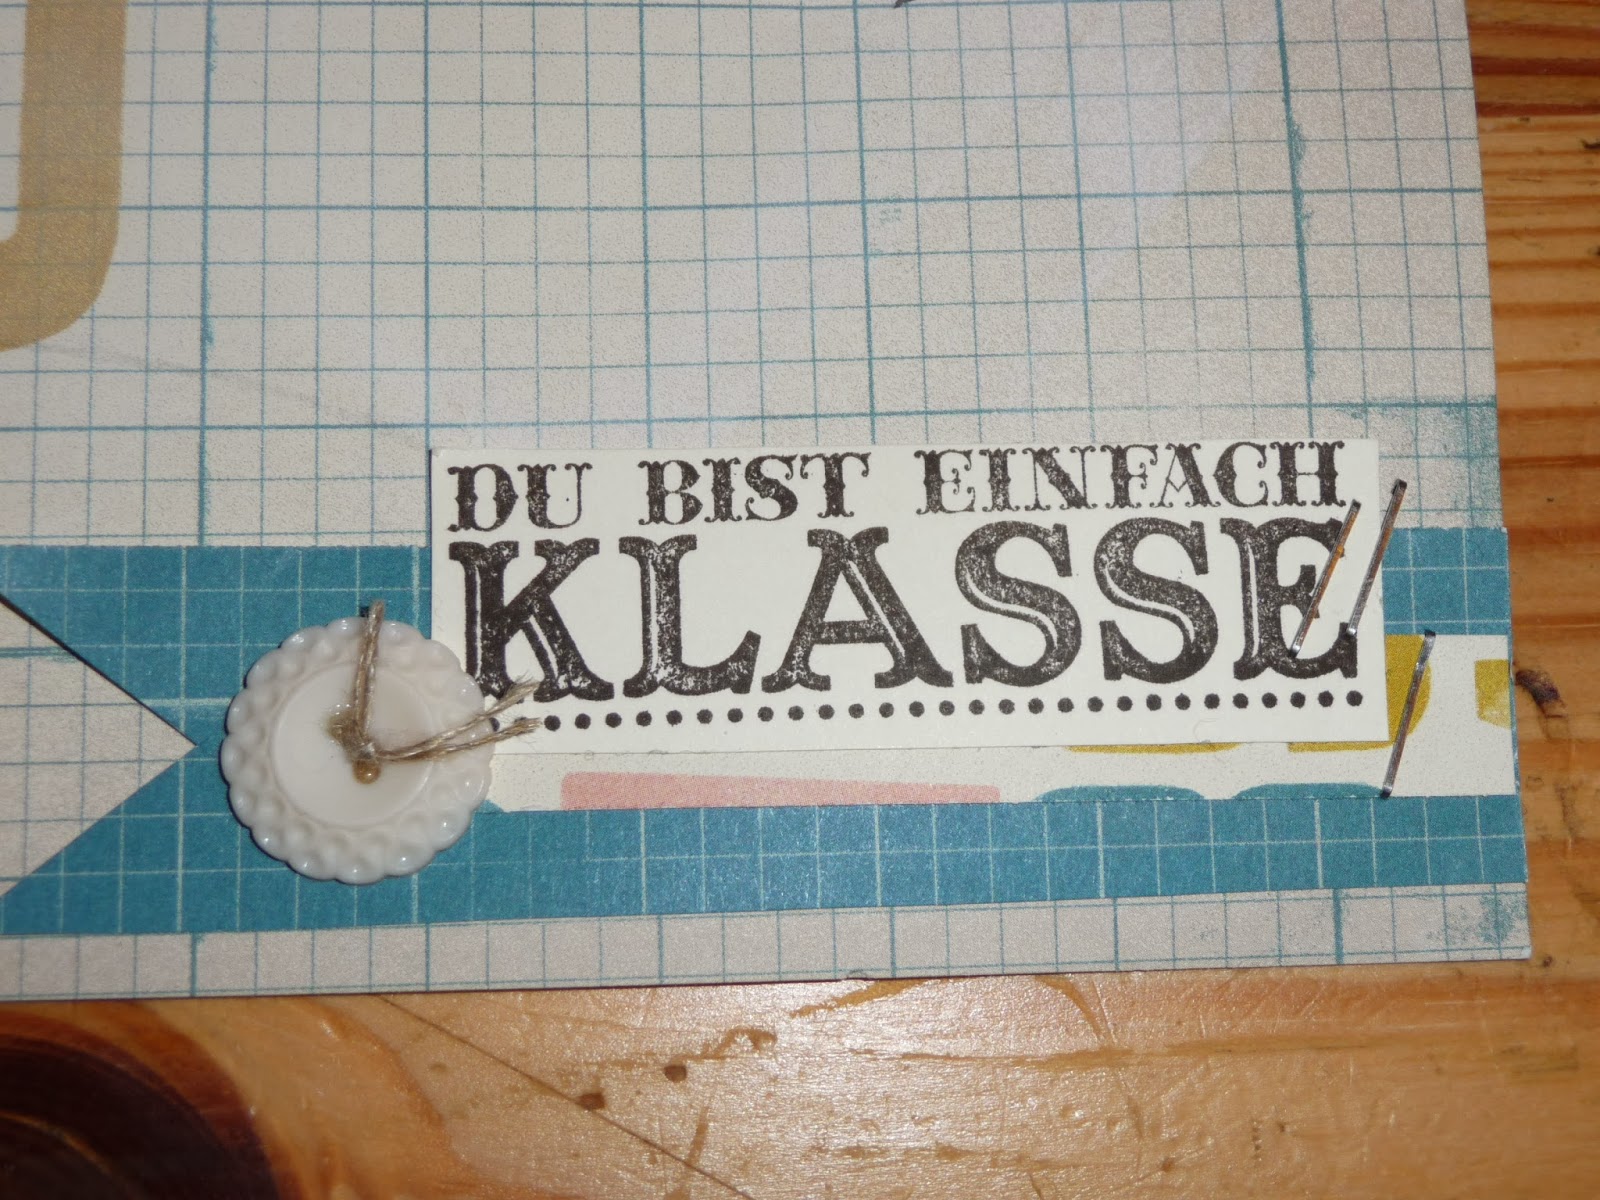 DU BIST EINFACH
KLASSE